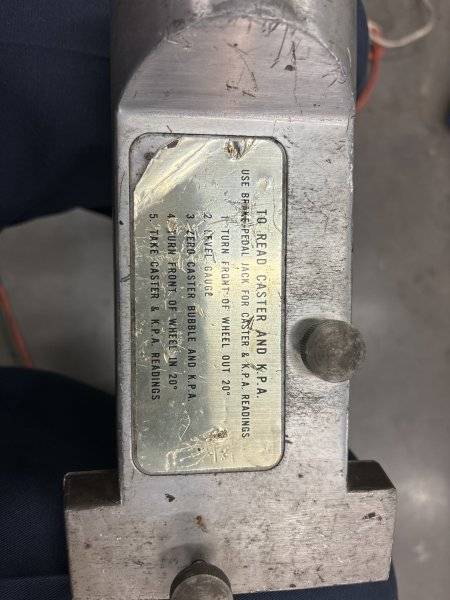 TO READ CASTER AND K.P.A.
USE BRAKE PEDAL JACK FOR CASTER & K.P.A. READINGS
1. TURN FRONT OF WHEEL OUT 20°
2. LEVEL GAUGE
3. ZERO CASTER BUBBLE AND K.P.A.
4. TURN FRONT OF WHEEL IN 20°
5. TAKE CASTER & K.P.A. READINGS